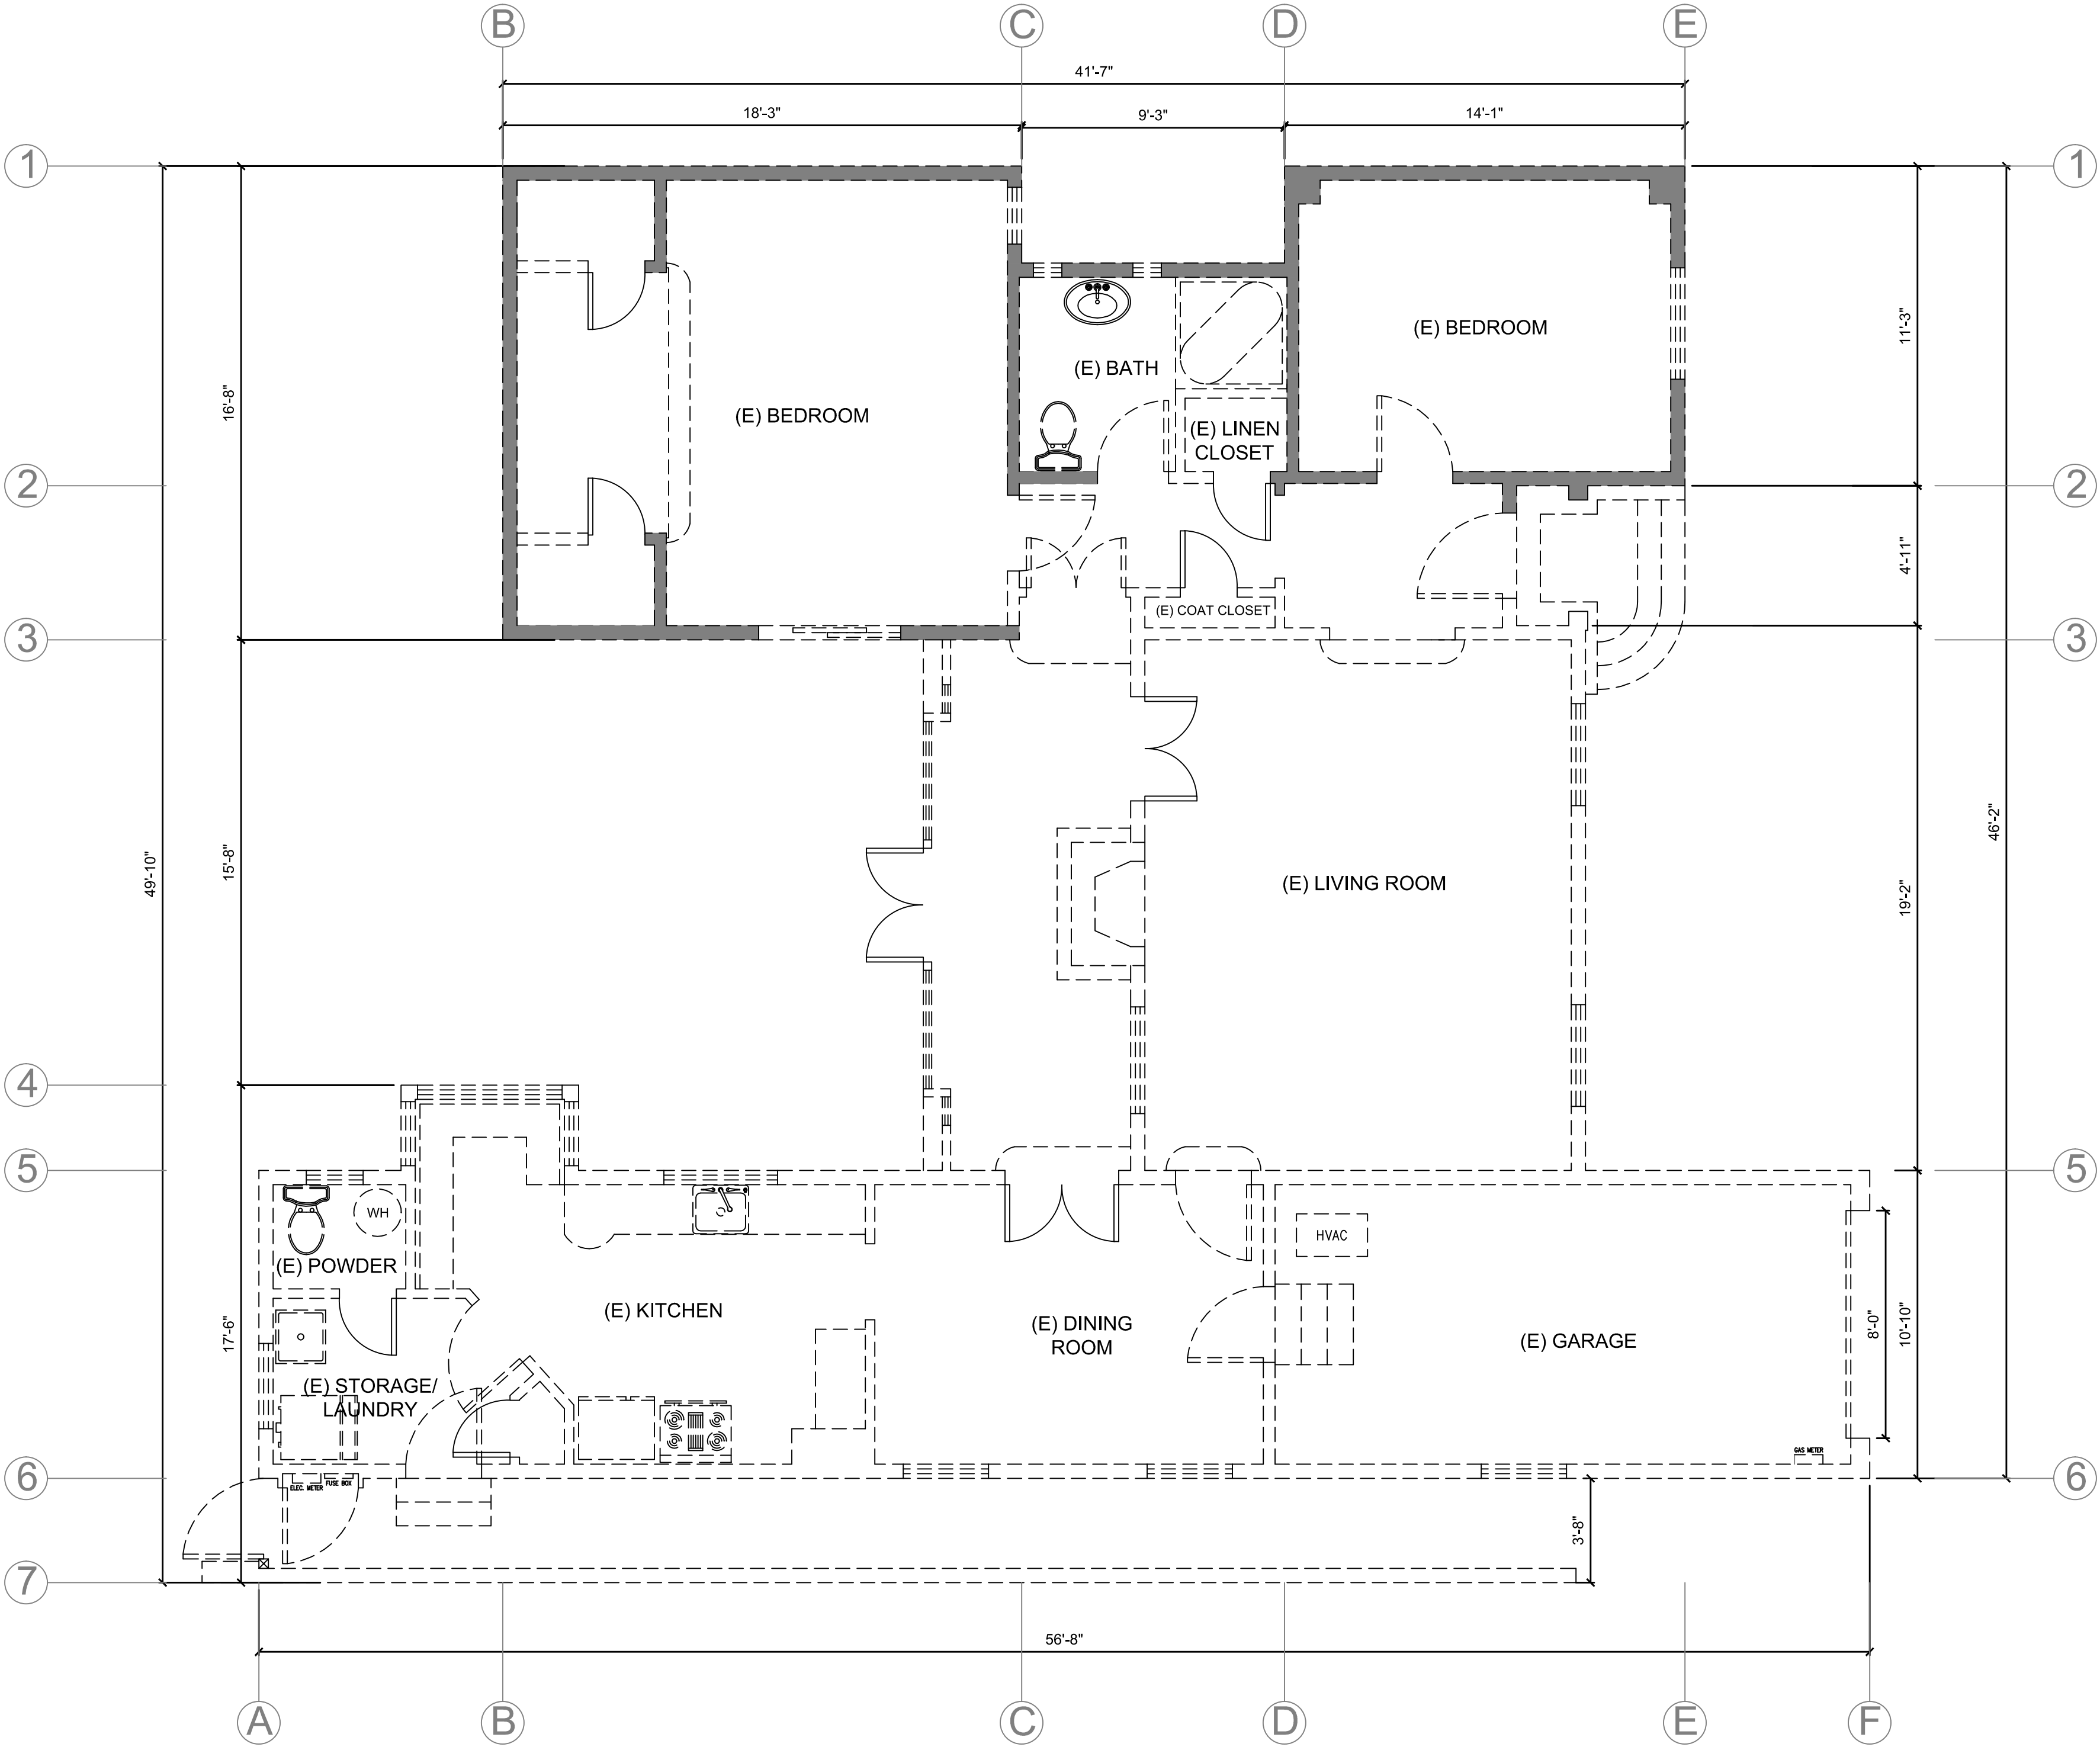 B
C
D
E
41'-7"
18'-3"
9'-3"
14'-1"
1
1
(E) BEDROOM
11'-3"
(E) BATH
16'-8"
(E) BEDROOM
(E) LINEN
CLOSET
2
2
4'-11"
(E) COAT CLOSET
3
3
46'-2"
49'-10"
15'-8"
(E) LIVING ROOM
19'-2"
4
5
5
WH
HVAC
(E) POWDER
(E) KITCHEN
(E) DINING
ROOM
8'-0"
10'-10"
17'-6"
(E) GARAGE
(E) STORAGE/
LAUNDRY
GAS METER
6
6
ELEC. METER
FUSE BOX
3'-8"
7
56'-8"
A
B
C
D
E
F